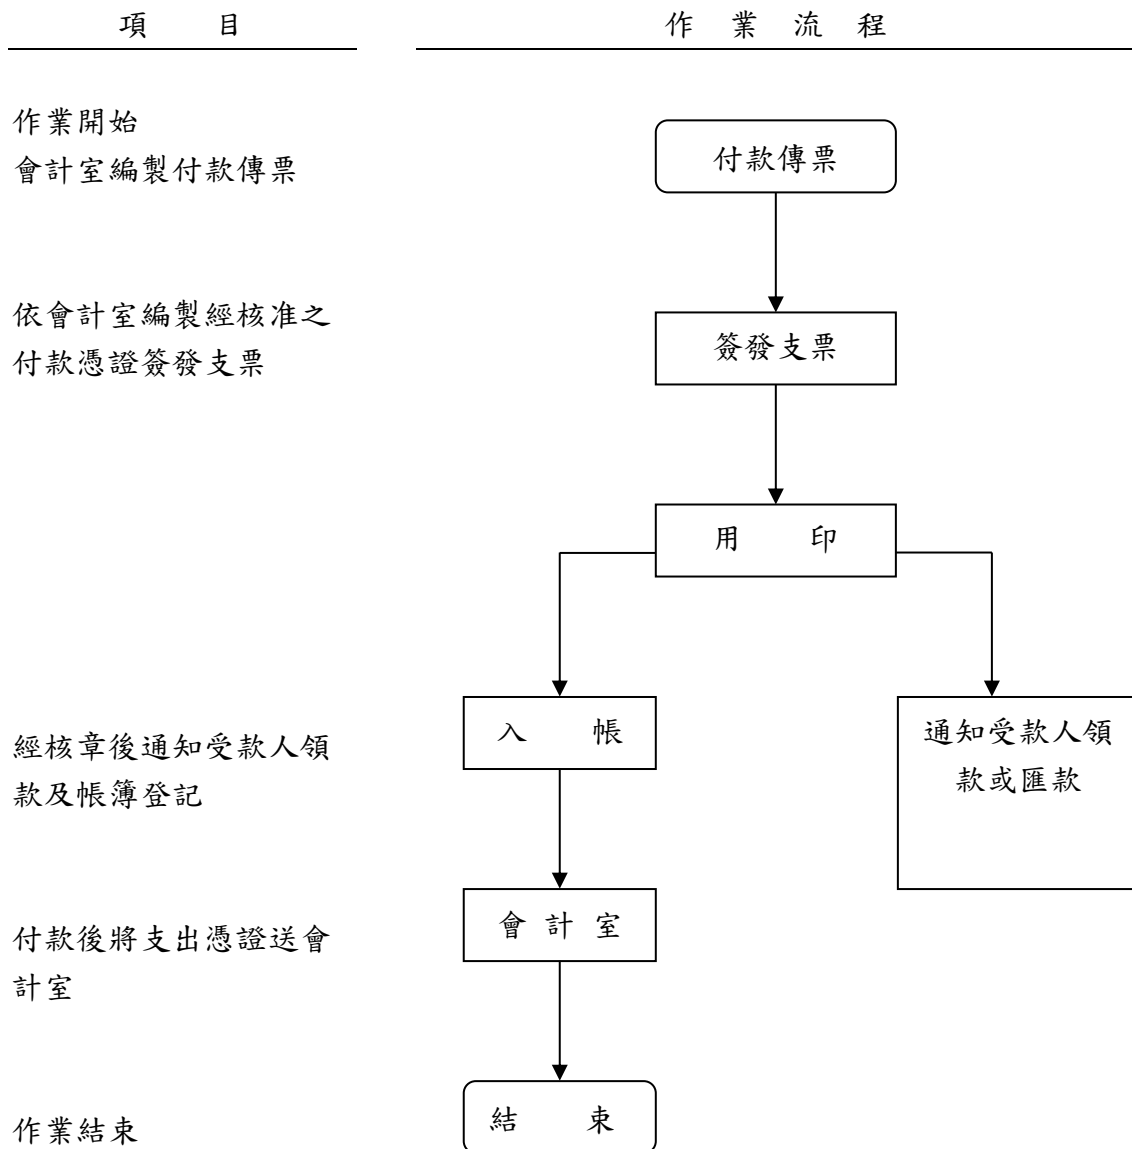 項 目
作 業 流 程
作業開始
會計室編製付款傳票
付款傳票
依會計室編製經核准之
付款憑證簽發支票
簽發支票
用 印
經核章後通知受款人領
款及帳簿登記
入 帳
通知受款人領
款或匯款
付款後將支出憑證送會
計室
會 計 室
作業結束
結 束